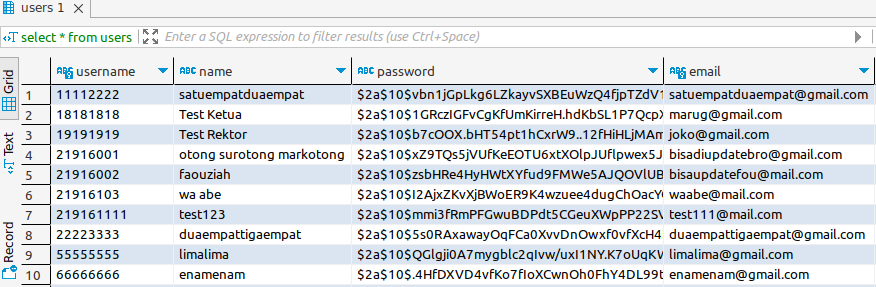 users 1
select * from users Enter a SQL expression to filter results (use Ctrl+Space)
Grid
Text
Record
username name password email
1 11112222 satuempatduaempat $2a$10$vbn1jGpLkg6LZkayvSXBEuWzQ4fjpTZdV1 satuempatduaempat@gmail.com
2 18181818 Test Ketua $2a$10$1GRczIGFvCgKfUmKirreH.hdKbSL1P7QcpX marug@gmail.com
3 19191919 Test Rektor $2a$10$b7cOOX.bHT54pt1hCxrW9..12fHiHLjMAm joko@gmail.com
4 21916001 otong surotong markotong $2a$10$xZ9TQs5jVUfKeEOTU6xtXOlpJUflpwex5J bisadiupdatebro@gmail.com
5 21916002 faouziah $2a$10$zsbHRe4HyHWtXYfud9FMWe5AJQOVlUB bisaupdatefou@mail.com
6 21916103 wa abe $2a$10$I2AjxZKvXjBWoER9K4wzuee4dugChOacY waabe@mail.com
7 219161111 test123 $2a$10$mmi3fRmPFGwuBDPdt5CGeuXWpPP22SV test111@mail.com
8 22223333 duaempattigaempat $2a$10$5s0RAxawayOqFCa0XvvDnOwxf0vfXcH4 duaempattigaempat@gmail.com
9 55555555 limalima $2a$10$QGlgji0A7mygblc2qIvw/uxI1NY.K7oUqKV limalima@gmail.com
10 66666666 enamenam $2a$10$.4HfDXVD4vfKo7fIoXCwnOh0FhY4DL99t enamenam@gmail.com